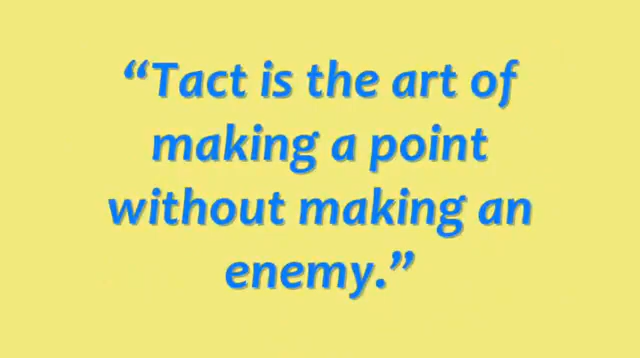 “Tact is the art of
making a point
without making an
enemy.”